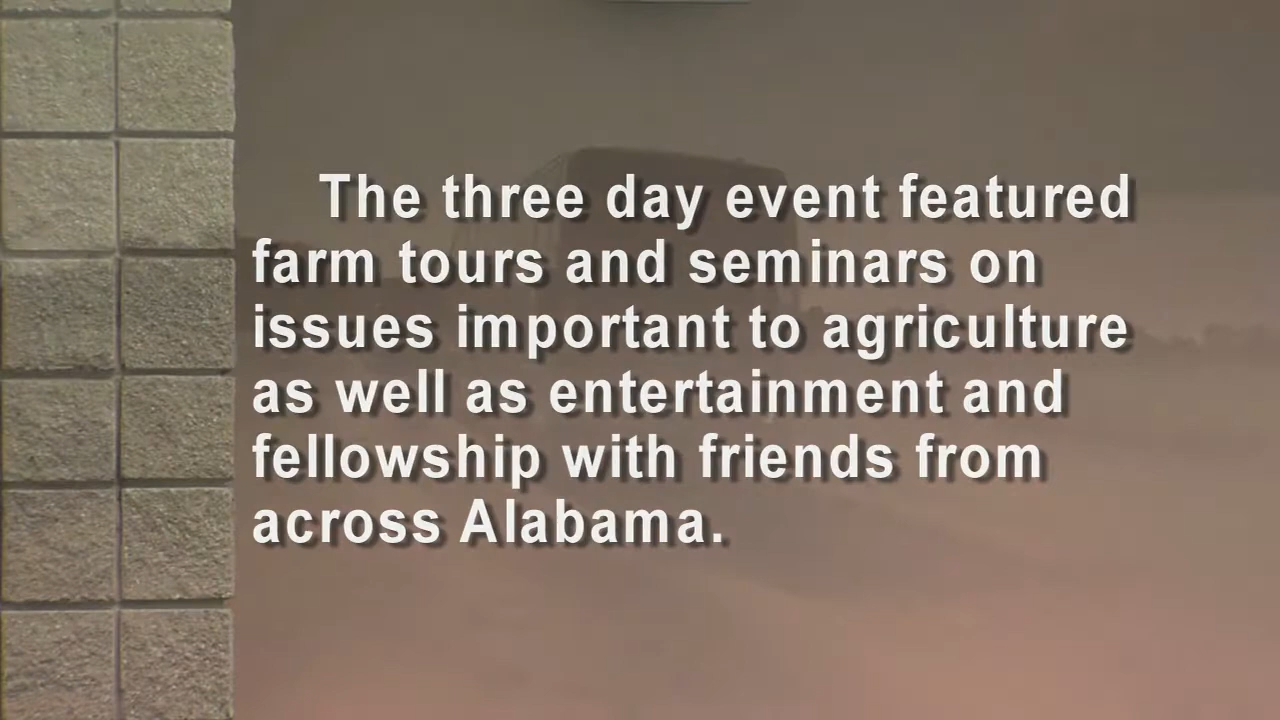 The three day event featured
farm tours and seminars on
issues important to agriculture
as well as entertainment and
fellowship with friends from
across Alabama.